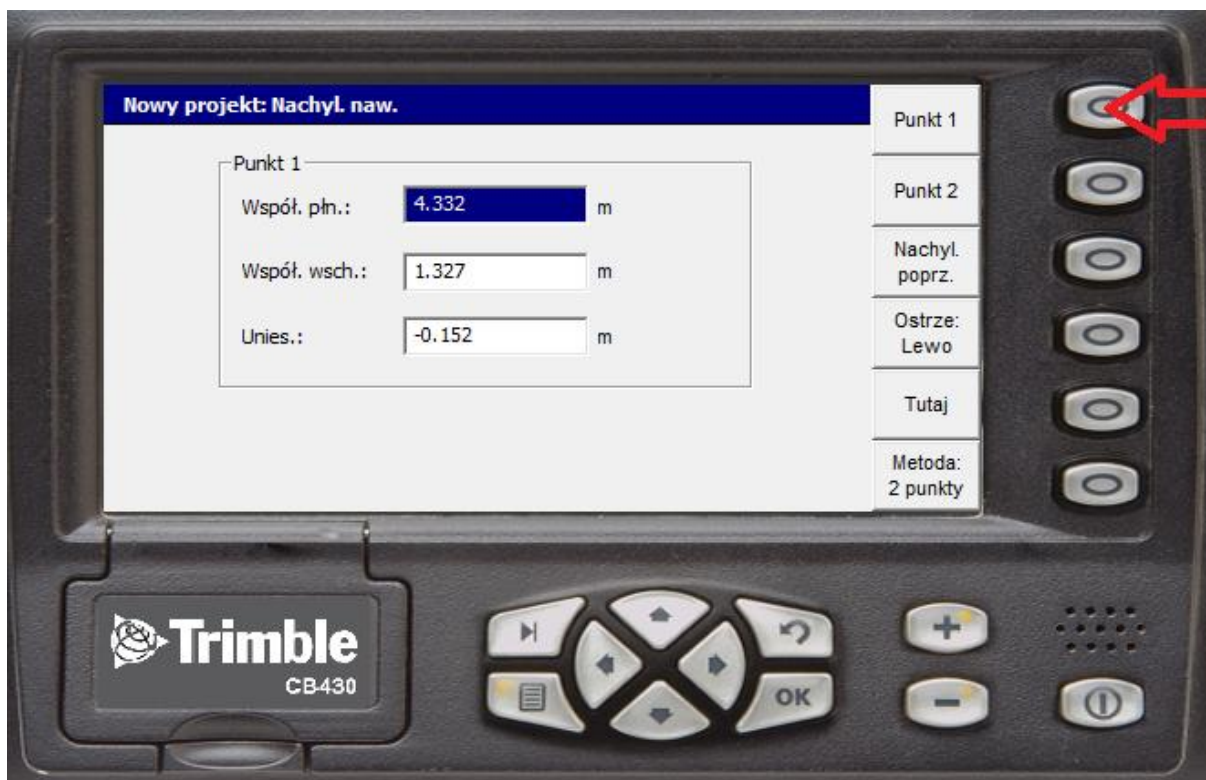 Nowy projekt: Nachyl. naw.
Punkt 1
Współ. płn.: 4.332 m
Współ. wsch.: 1.327 m
Unies.: -0.152 m
Punkt 1
Punkt 2
Nachyl.
poprz.
Ostrze:
Lewo
Tutaj
Metoda:
2 punkty
Trimble
CB430
OK